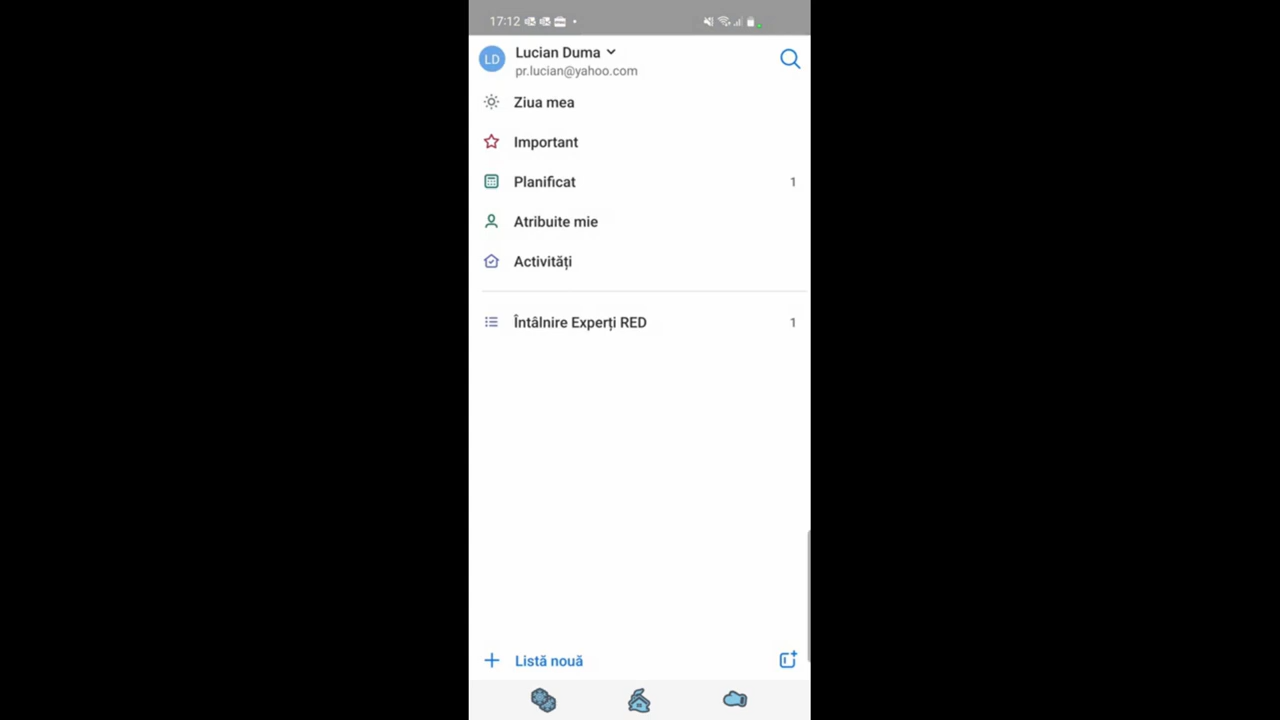 17:12
LD
Lucian Duma
pr.lucian@yahoo.com
Ziua mea
Important
Planificat 1
Atribuite mie
Activități
Întâlnire Experți RED 1
Listă nouă